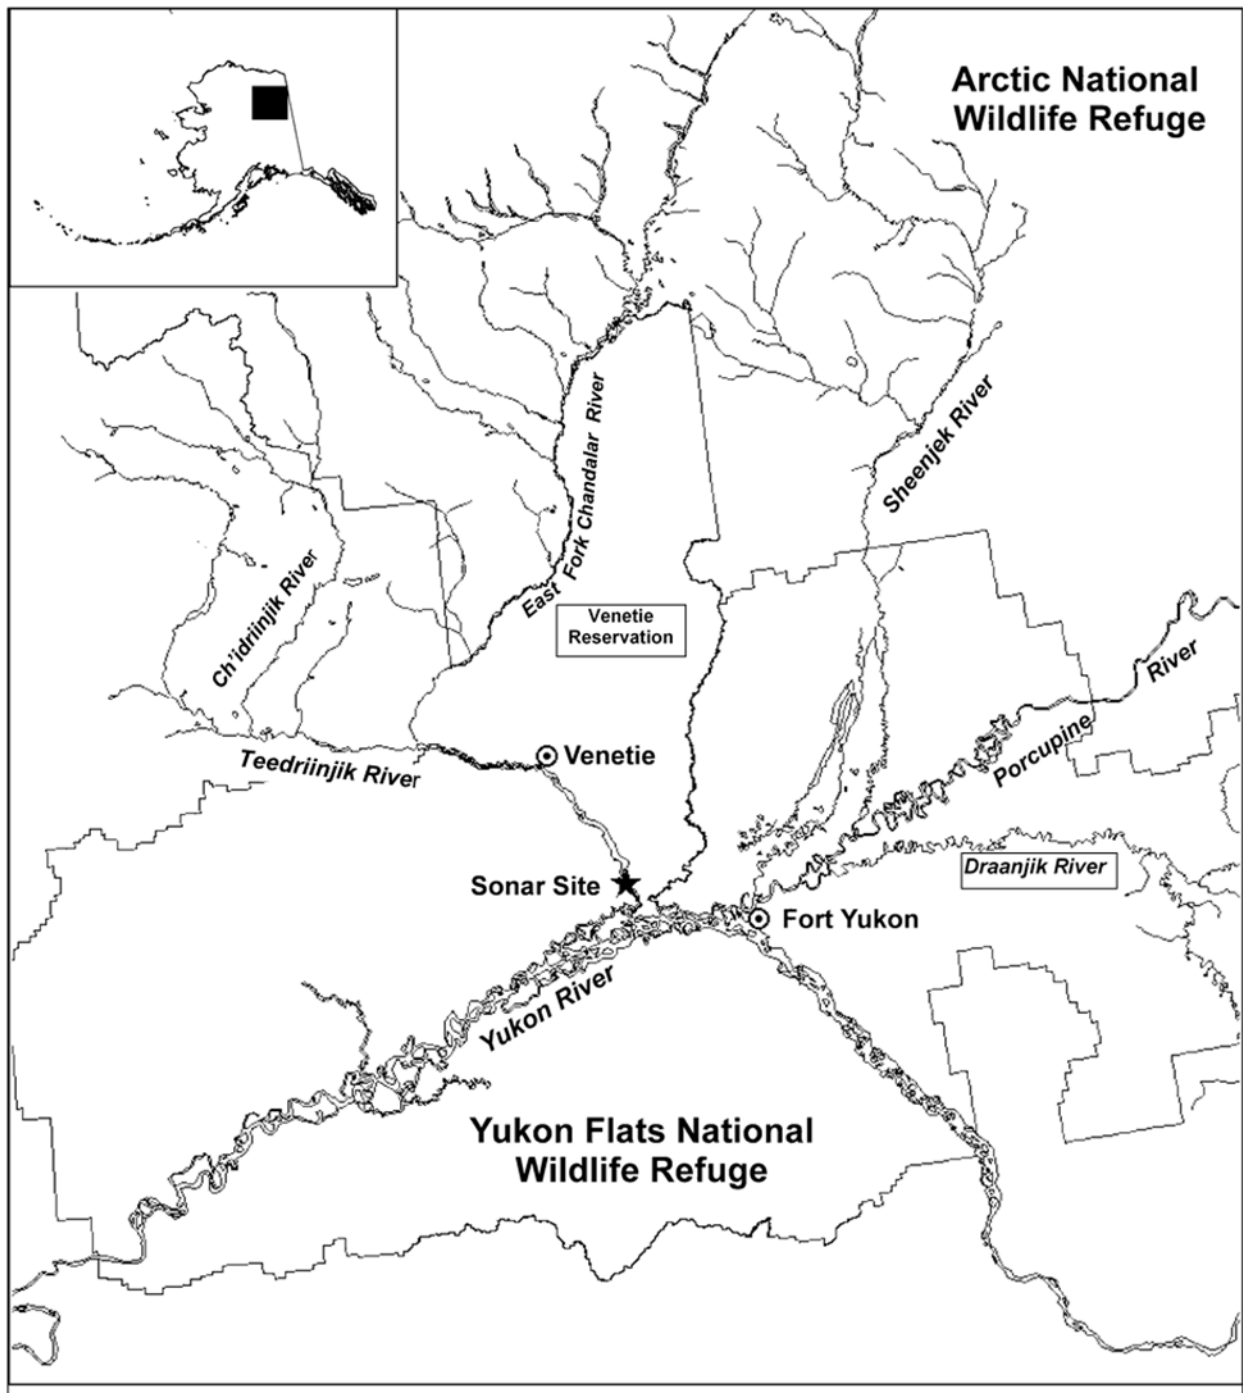 Arctic National
Wildlife Refuge
East Fork Chandalar River
Sheenjek River
Ch'idriinjik River
Venetie
Reservation
Porcupine River
Teedriinjik River
Venetie
Draanjik River
Sonar Site
Fort Yukon
Yukon River
Yukon Flats National
Wildlife Refuge